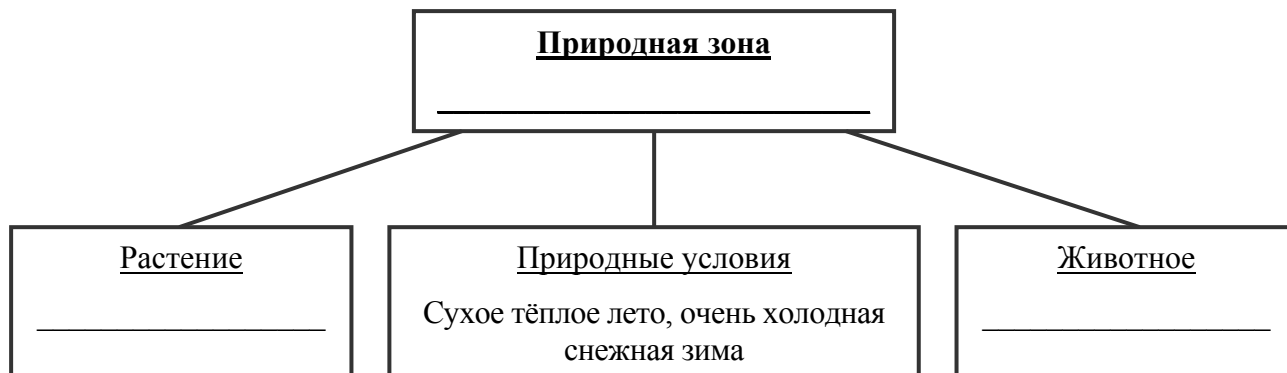 Природная зона
Растение
Природные условия
Животное
Сухое тёплое лето, очень холодная
снежная зима